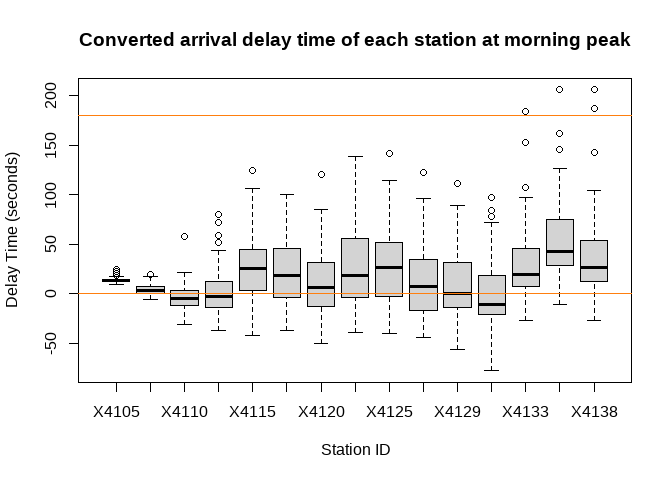 Converted arrival delay time of each station at morning peak
Delay Time (seconds)
200
150
100
50
0
-50
X4105 X4110 X4115 X4120 X4125 X4129 X4133 X4138
Station ID